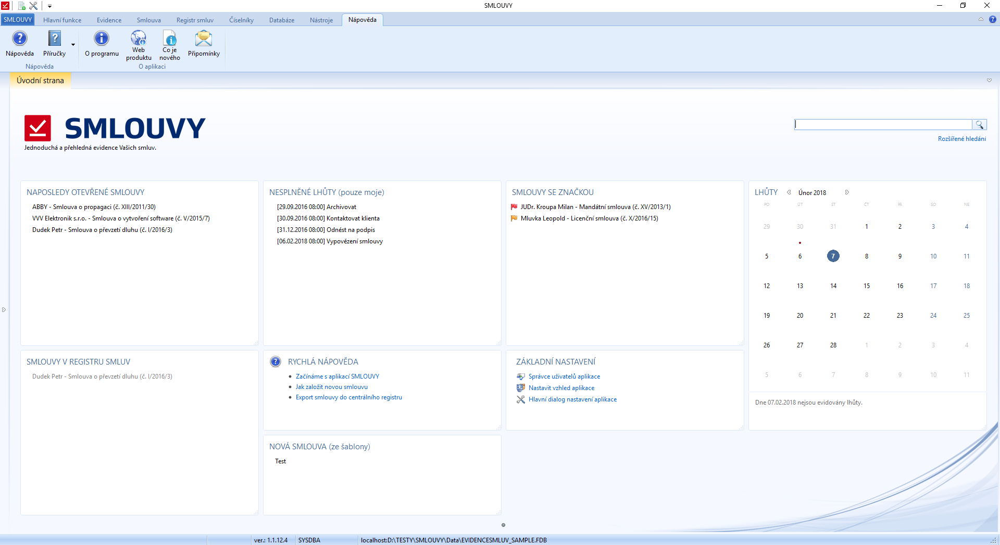 SMLOUVY
SMLOUVY Hlavní funkce Evidence Smlouva Registr smluv Číselníky Databáze Nástroje Nápověda
Nápověda Příručky O programu Web produktu Co je nového Připomínky
Nápověda O aplikaci
Úvodní strana
SMLOUVY
Jednoduchá a přehledná evidence Vašich smluv.
Rozšířené hledání
NAPOSLEDY OTEVŘENÉ SMLOUVY
ABBY - Smlouva o propagaci (č. XIII/2011/30)
VVV Elektronik s.r.o. - Smlouva o vytvoření software (č. V/2015/7)
Dudek Petr - Smlouva o převzetí dluhu (č. I/2016/3)
NESPLNĚNÉ LHŮTY (pouze moje)
[29.09.2016 08:00] Archivovat
[30.09.2016 08:00] Kontaktovat klienta
[31.12.2016 08:00] Odnést na podpis
[06.02.2018 08:00] Vypovězení smlouvy
SMLOUVY SE ZNAČKOU
JUDr. Kroupa Milan - Mandátní smlouva (č. XV/2013/1)
Mluvka Leopold - Licenční smlouva (č. X/2016/15)
LHŮTY Únor 2018
PO ÚT ST ČT PÁ SO NE
29 30 31 1 2 3 4
5 6 7 8 9 10 11
12 13 14 15 16 17 18
19 20 21 22 23 24 25
26 27 28 1 2 3 4
5 6 7 8 9 10 11
Dne 07.02.2018 nejsou evidovány lhůty.
SMLOUVY V REGISTRU SMLUV
Dudek Petr - Smlouva o převzetí dluhu (č. I/2016/3)
RYCHLÁ NÁPOVĚDA
Začínáme s aplikací SMLOUVY
Jak založit novou smlouvu
Export smlouvy do centrálního registru
ZÁKLADNÍ NASTAVENÍ
Správce uživatelů aplikace
Nastavit vzhled aplikace
Hlavní dialog nastavení aplikace
NOVÁ SMLOUVA (ze šablony)
Test
ver.: 1.1.12.4 SYSDBA localhost:D:\TESTY\SMLOUVY\Data\EVIDENCESMLUV_SAMPLE.FDB